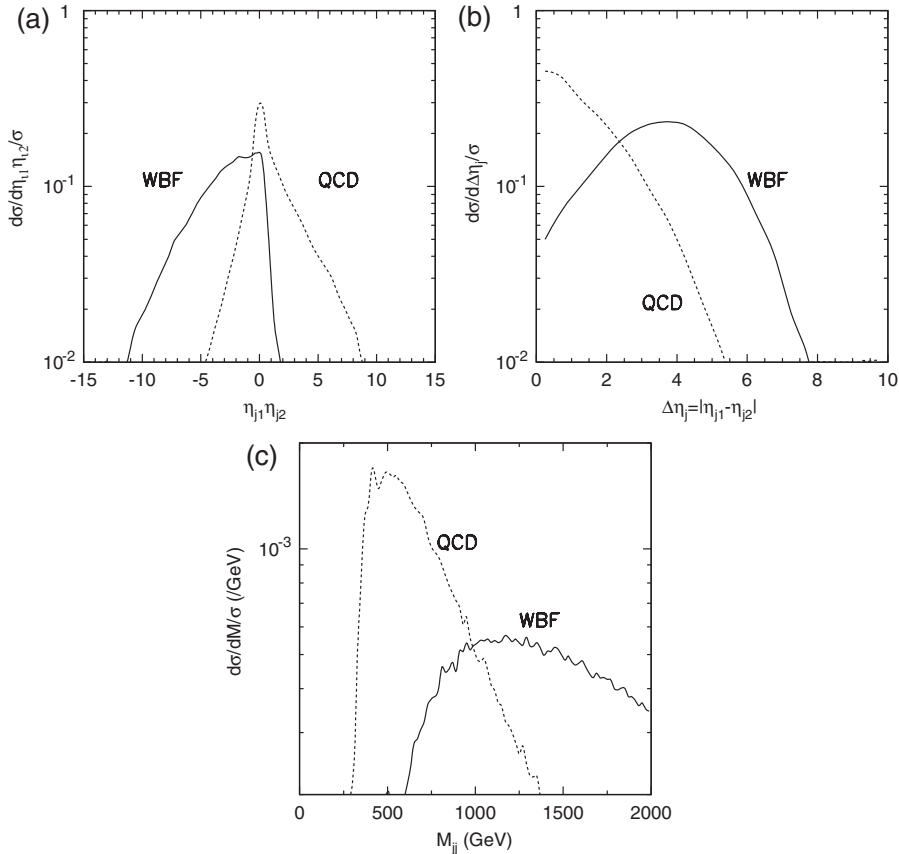 (a)
1
10⁻¹
10⁻²
dσ/dη_ι1η_ι2/σ
WBF
QCD
-15 -10 -5 0 5 10 15
η_j1η_j2
(b)
1
10⁻¹
10⁻²
dσ/dΔη_j/σ
WBF
QCD
0 2 4 6 8 10
Δη_j=|η_j1-η_j2|
(c)
10⁻³
dσ/dM/σ (/GeV)
QCD
WBF
0 500 1000 1500 2000
M_jj (GeV)